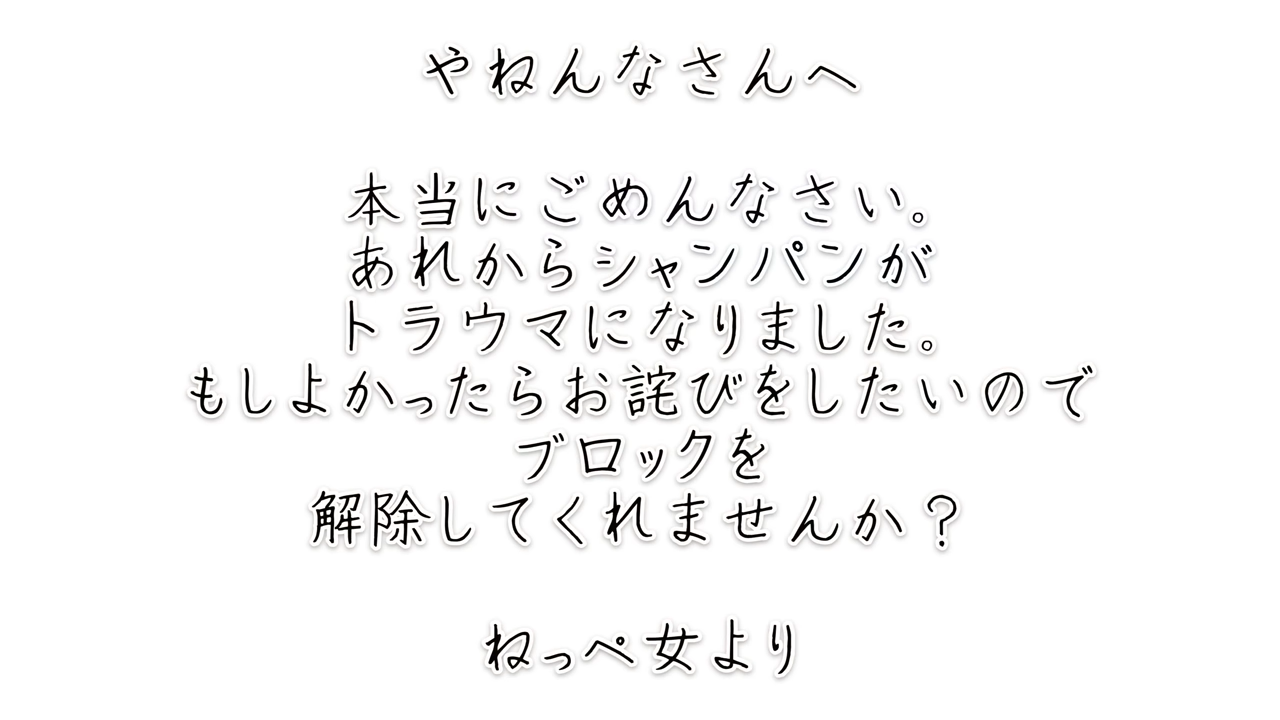 やねんなさんへ
本当にごめんなさい。
あれからシャンパンが
トラウマになりました。
もしよかったらお詫びをしたいので
ブロックを
解除してくれませんか？
ねっぺ女より